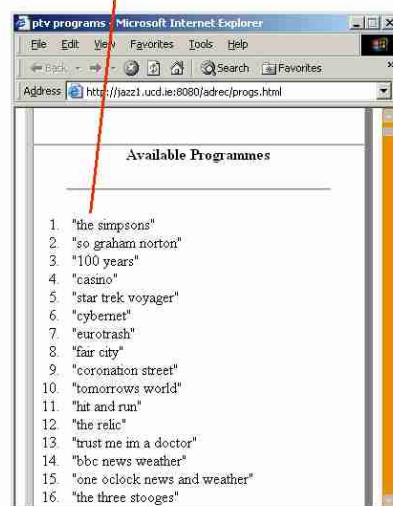 ptv programs - Microsoft Internet Explorer
File Edit View Favorites Tools Help
Back Search Favorites »
Address http://jazz1.ucd.ie:8080/adrec/progs.html
Available Programmes
1. "the simpsons"
2. "so graham norton"
3. "100 years"
4. "casino"
5. "star trek voyager"
6. "cybernet"
7. "eurotrash"
8. "fair city"
9. "coronation street"
10. "tomorrows world"
11. "hit and run"
12. "the relic"
13. "trust me im a doctor"
14. "bbc news weather"
15. "one oclock news and weather"
16. "the three stooges"